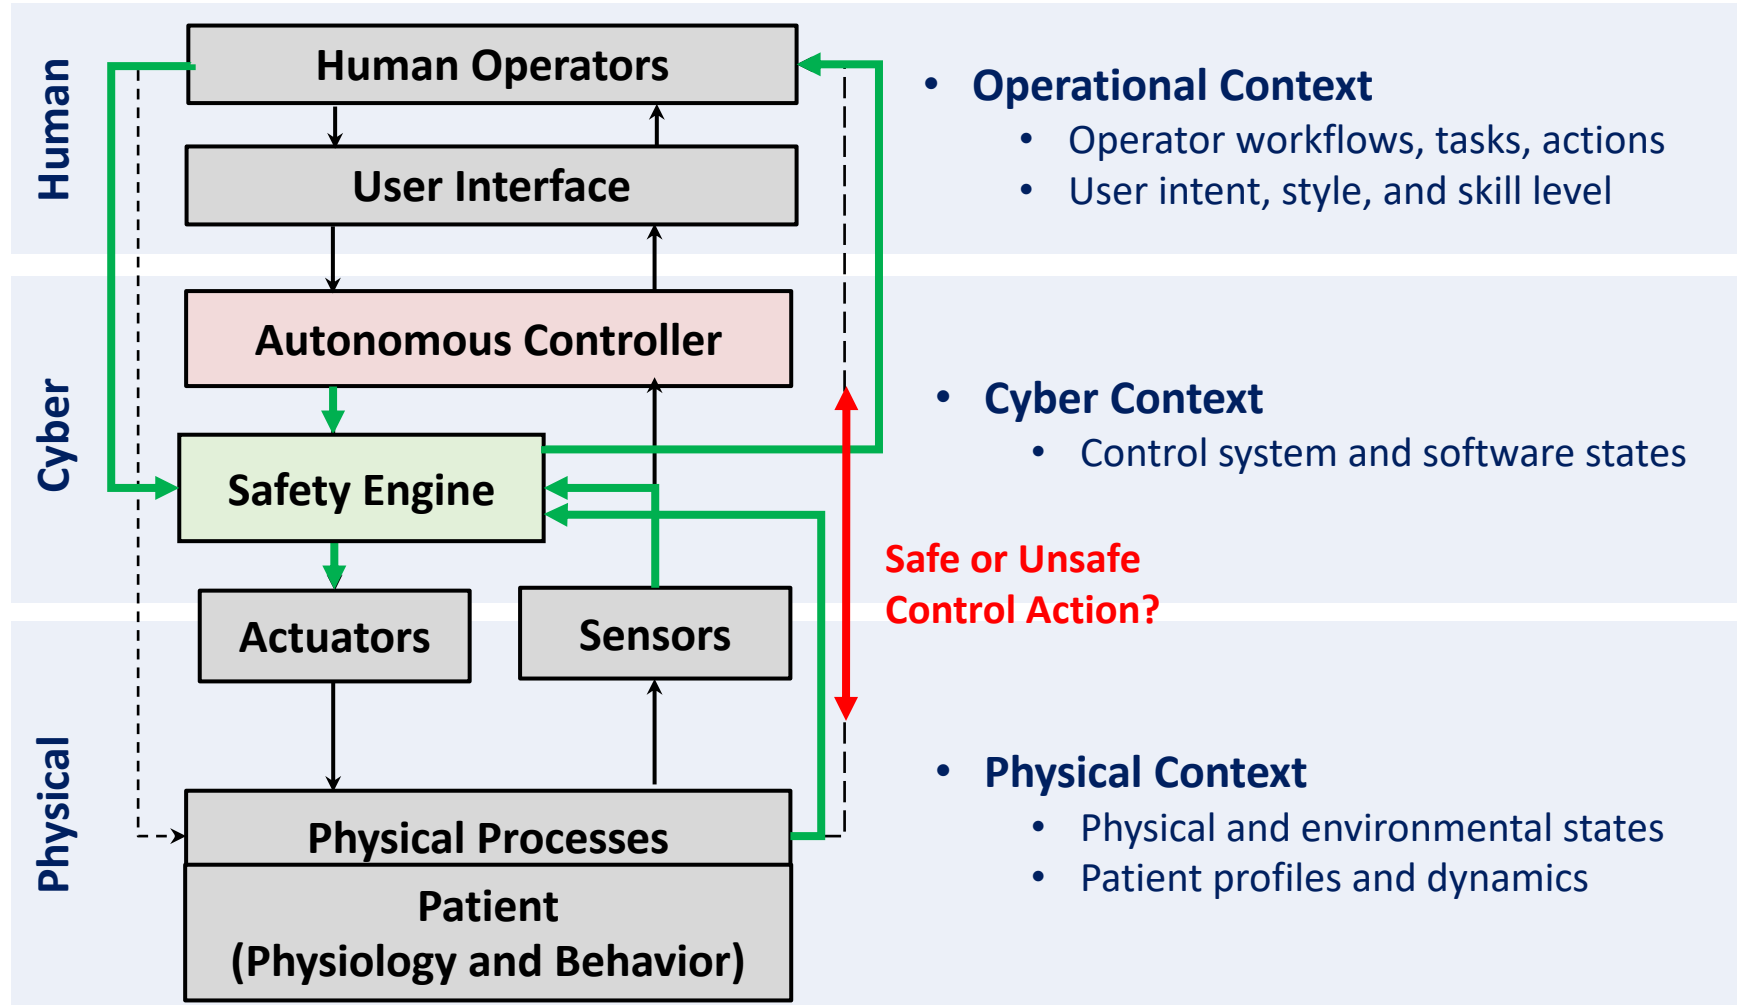 Human
Human Operators
User Interface
• Operational Context
• Operator workflows, tasks, actions
• User intent, style, and skill level
Cyber
Autonomous Controller
Safety Engine
• Cyber Context
• Control system and software states
Safe or Unsafe
Control Action?
Physical
Actuators
Sensors
Physical Processes
Patient
(Physiology and Behavior)
• Physical Context
• Physical and environmental states
• Patient profiles and dynamics